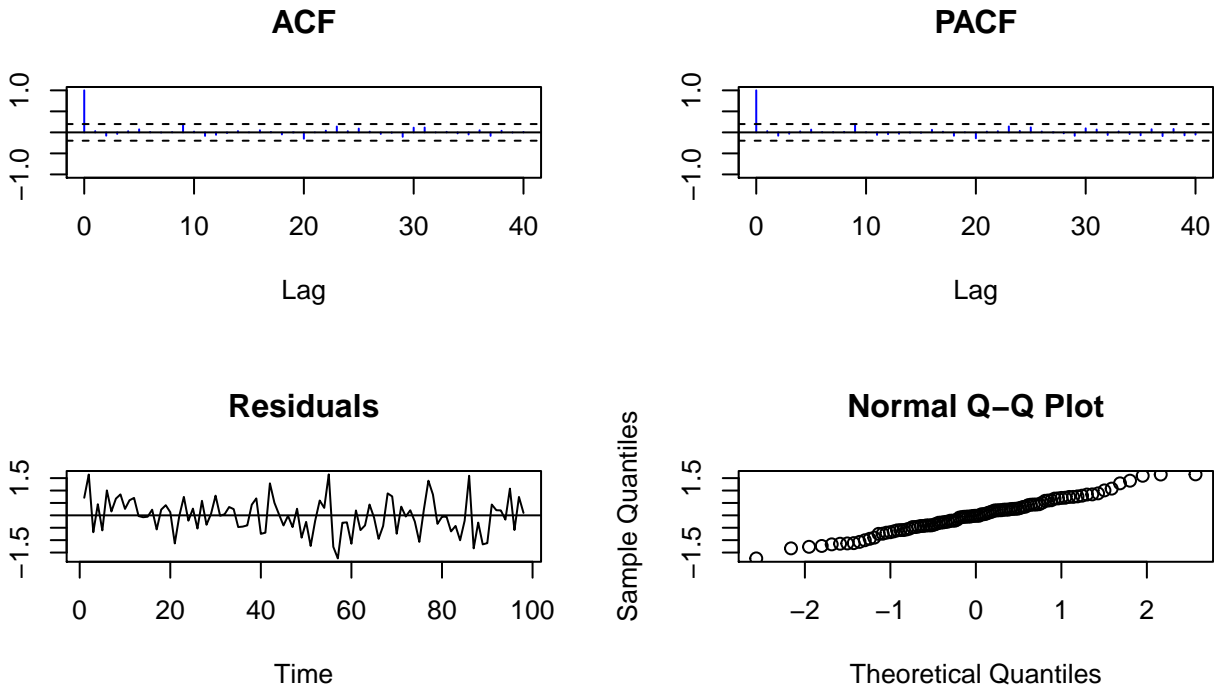 ACF
1.0
−1.0
0 10 20 30 40
Lag
PACF
1.0
−1.0
0 10 20 30 40
Lag
Residuals
1.5
−1.5
0 20 40 60 80 100
Time
Normal Q−Q Plot
Sample Quantiles
1.5
−1.5
−2 −1 0 1 2
Theoretical Quantiles